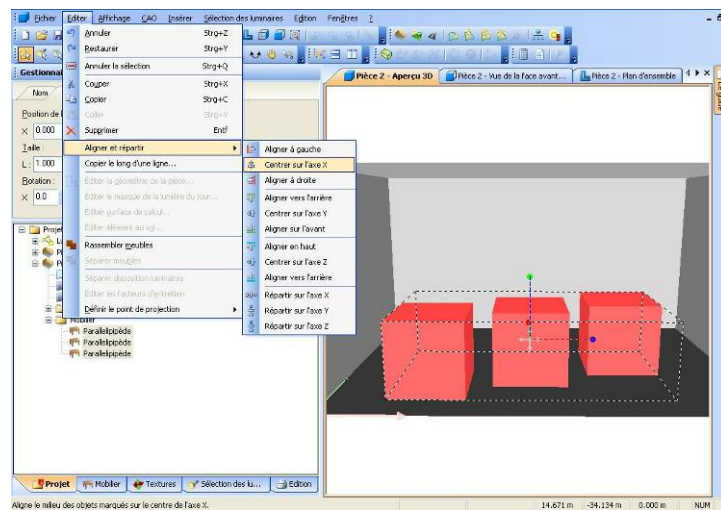 Fichier Editer Affichage CAO Insérer Sélection des luminaires Edition Fenêtres ?
Annuler Strg+Z
Restaurer Strg+Y
Annuler la sélection Strg+Q
Couper Strg+X
Copier Strg+C
Coller Strg+V
Supprimer Entf
Aligner et répartir
Copier le long d'une ligne...
Editer la géométrie de la pièce...
Editer le masque de la lumière du jour...
Editer surface de calcul...
Editer élément au sol...
Rassembler meubles
Séparer meubles
Séparer disposition luminaires
Editer les facteurs d'entretien
Définir le point de projection
Aligner à gauche
Centrer sur l'axe X
Aligner à droite
Aligner vers l'arrière
Centrer sur l'axe Y
Aligner sur l'avant
Aligner en haut
Centrer sur l'axe Z
Aligner vers l'arrière
Répartir sur l'axe X
Répartir sur l'axe Y
Répartir sur l'axe Z
Gestionnai
Nom
Position de l
X 0.000
Taille :
L : 1.000
Rotation :
X 0.0
Proje
Lu
Pi
Pi
Mobilier
Parallélipipède
Parallélipipède
Parallélipipède
Projet Mobilier Textures Sélection des lu... Edition
Pièce 2 - Aperçu 3D Pièce 2 - Vue de la face avant... Pièce 2 - Plan d'ensemble
Aligne le milieu des objets marqués sur le centre de l'axe X.
14.671 m -34.134 m 0.000 m NUM